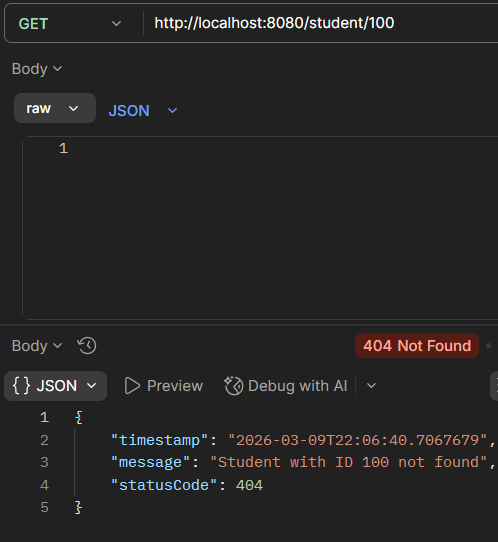 GET http://localhost:8080/student/100
Body
raw JSON
1
Body 404 Not Found
{} JSON Preview Debug with AI
1 {
2 "timestamp": "2026-03-09T22:06:40.7067679",
3 "message": "Student with ID 100 not found",
4 "statusCode": 404
5 }